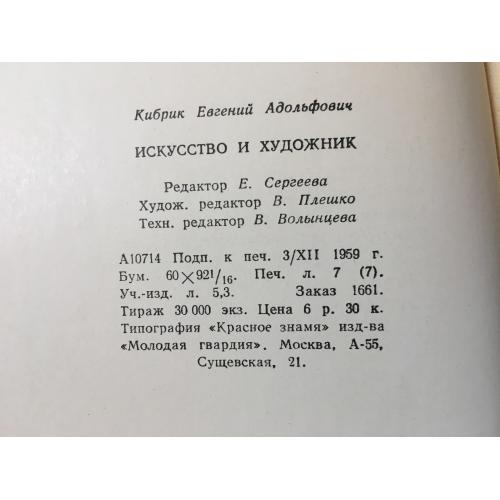 Кибрик Евгений Адольфович
ИСКУССТВО И ХУДОЖНИК
Редактор Е. Сергеева
Худож. редактор В. Плешко
Техн. редактор В. Волынцева
А10714 Подп. к печ. 3/XII 1959 г.
Бум. 60×921/16. Печ. л. 7 (7).
Уч.-изд. л. 5,3. Заказ 1661.
Тираж 30 000 экз. Цена 6 р. 30 к.
Типография «Красное знамя» изд-ва
«Молодая гвардия». Москва, А-55,
Сущевская, 21.